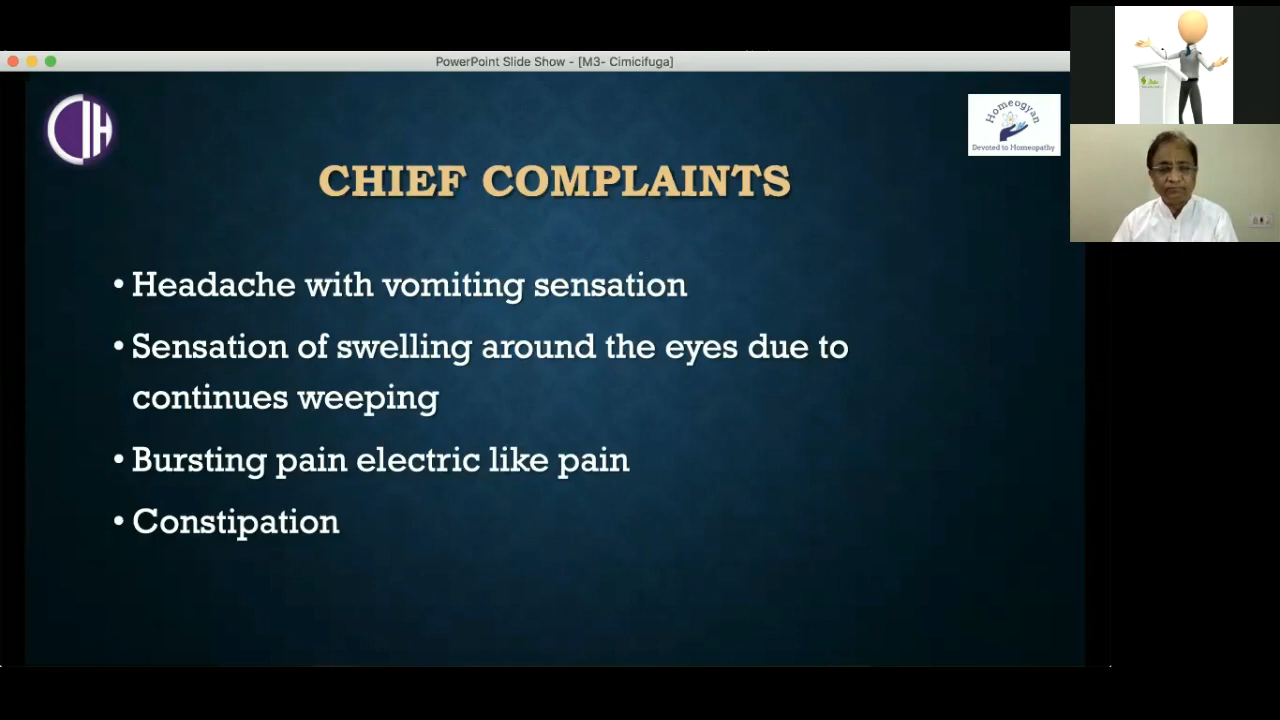 PowerPoint Slide Show - [M3- Cimicifuga]
CIH
Homeogyan
Devoted to Homeopathy
CHIEF COMPLAINTS
• Headache with vomiting sensation
• Sensation of swelling around the eyes due to
continues weeping
• Bursting pain electric like pain
• Constipation